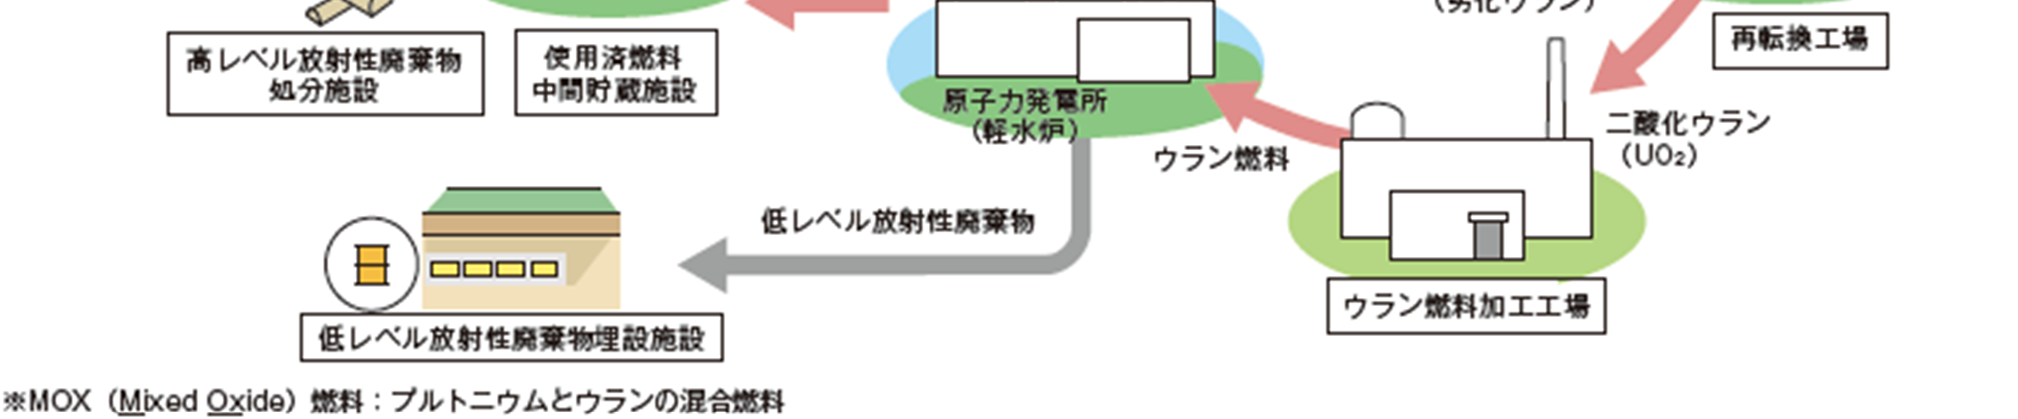 （劣化ウラン）
再転換工場
高レベル放射性廃棄物
処分施設
使用済燃料
中間貯蔵施設
原子力発電所
（軽水炉）
二酸化ウラン
（UO₂）
ウラン燃料
低レベル放射性廃棄物
ウラン燃料加工工場
低レベル放射性廃棄物埋設施設
※MOX（Mixed Oxide）燃料：プルトニウムとウランの混合燃料